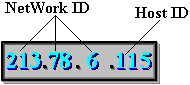 NetWork ID
Host ID
213.78. 6 .115